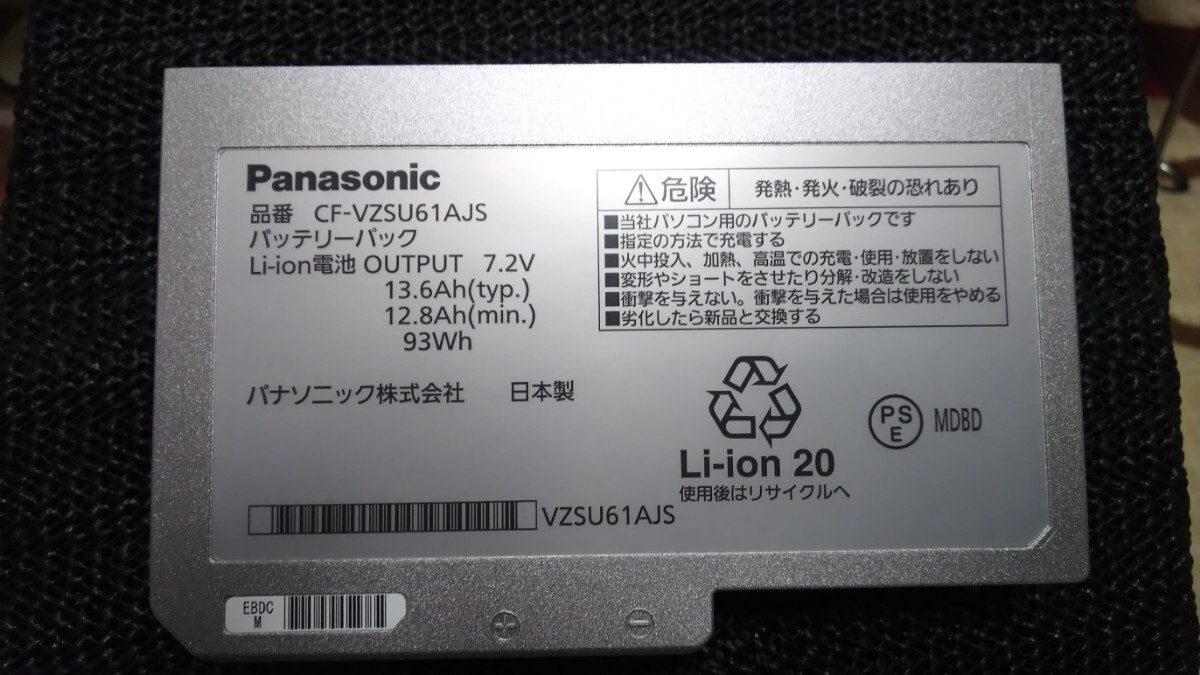 Panasonic
品番 CF-VZSU61AJS
バッテリーパック
Li-ion電池 OUTPUT 7.2V
13.6Ah(typ.)
12.8Ah(min.)
93Wh
パナソニック株式会社 日本製
VZSU61AJS
⚠危険 発熱・発火・破裂の恐れあり
■当社パソコン用のバッテリーパックです
■指定の方法で充電する
■火中投入、加熱、高温での充電・使用・放置をしない
■変形やショートをさせたり分解・改造をしない
■衝撃を与えない。衝撃を与えた場合は使用をやめる
■劣化したら新品と交換する
Li-ion 20
使用後はリサイクルへ
PS
E
MDBD
EBDC
M
+ −